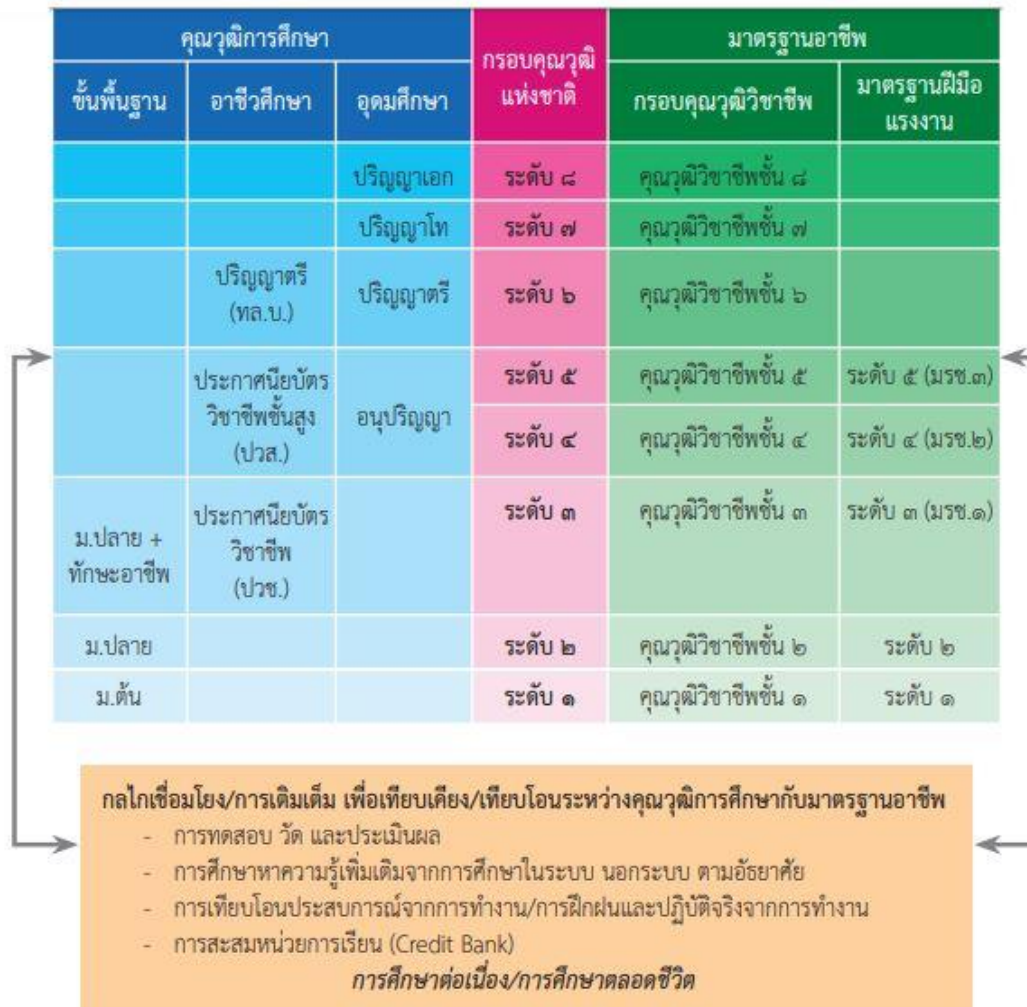 คุณวุฒิการศึกษา กรอบคุณวุฒิแห่งชาติ มาตรฐานอาชีพ
ขั้นพื้นฐาน อาชีวศึกษา อุดมศึกษา กรอบคุณวุฒิวิชาชีพ มาตรฐานฝีมือแรงงาน
ปริญญาเอก ระดับ ๘ คุณวุฒิวิชาชีพชั้น ๘
ปริญญาโท ระดับ ๗ คุณวุฒิวิชาชีพชั้น ๗
ปริญญาตรี (ทล.บ.) ปริญญาตรี ระดับ ๖ คุณวุฒิวิชาชีพชั้น ๖
ประกาศนียบัตรวิชาชีพชั้นสูง (ปวส.) อนุปริญญา ระดับ ๕ คุณวุฒิวิชาชีพชั้น ๕ ระดับ ๕ (มรช.๓)
ระดับ ๔ คุณวุฒิวิชาชีพชั้น ๔ ระดับ ๔ (มรช.๒)
ม.ปลาย + ทักษะอาชีพ ประกาศนียบัตรวิชาชีพ (ปวช.) ระดับ ๓ คุณวุฒิวิชาชีพชั้น ๓ ระดับ ๓ (มรช.๑)
ม.ปลาย ระดับ ๒ คุณวุฒิวิชาชีพชั้น ๒ ระดับ ๒
ม.ต้น ระดับ ๑ คุณวุฒิวิชาชีพชั้น ๑ ระดับ ๑
กลไกเชื่อมโยง/การเติมเต็ม เพื่อเทียบเคียง/เทียบโอนระหว่างคุณวุฒิการศึกษากับมาตรฐานอาชีพ
- การทดสอบ วัด และประเมินผล
- การศึกษาหาความรู้เพิ่มเติมจากการศึกษาในระบบ นอกระบบ ตามอัธยาศัย
- การเทียบโอนประสบการณ์จากการทำงาน/การฝึกฝนและปฏิบัติจริงจากการทำงาน
- การสะสมหน่วยการเรียน (Credit Bank)
การศึกษาต่อเนื่อง/การศึกษาตลอดชีวิต